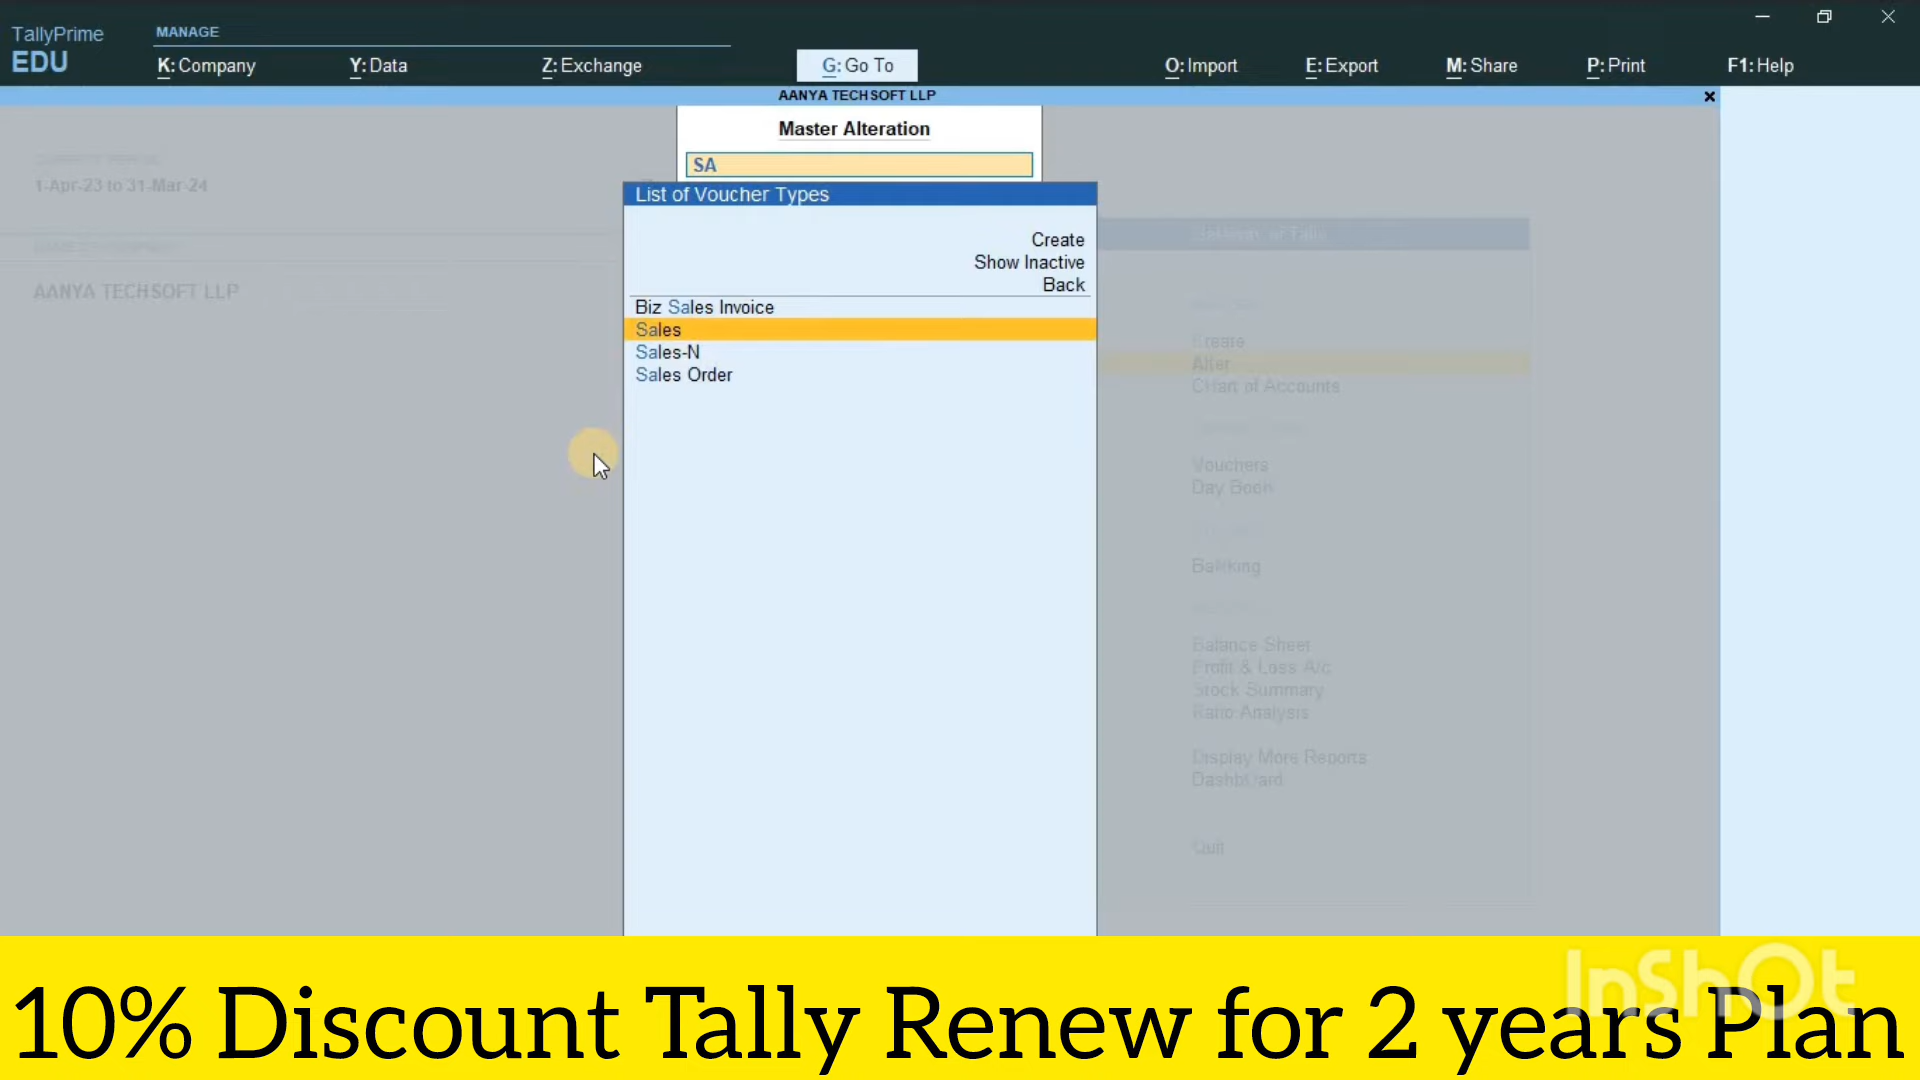 TallyPrime
EDU
MANAGE
K: Company
Y: Data
Z: Exchange
G: Go To
O: Import
E: Export
M: Share
P: Print
F1: Help
AANYA TECHSOFT LLP
Master Alteration
SA
List of Voucher Types
Create
Show Inactive
Back
Biz Sales Invoice
Sales
Sales-N
Sales Order
1-Apr-23 to 31-Mar-24
AANYA TECHSOFT LLP
Create
Alter
Chart of Accounts
Vouchers
Day Book
Banking
Balance Sheet
Profit & Loss A/c
Stock Summary
Ratio Analysis
Display More Reports
Dashboard
Quit
InShOt
10% Discount Tally Renew for 2 years Plan